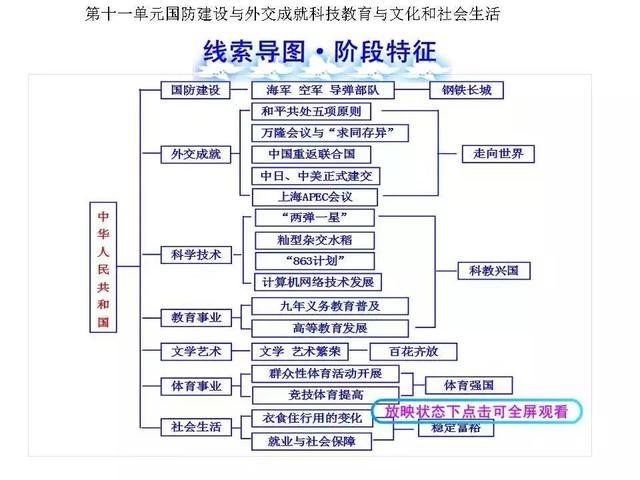 第十一单元国防建设与外交成就科技教育与文化和社会生活
线索导图·阶段特征
国防建设
海军 空军 导弹部队
钢铁长城
和平共处五项原则
万隆会议与“求同存异”
外交成就
中国重返联合国
走向世界
中日、中美正式建交
上海APEC会议
中华人民共和国
“两弹一星”
籼型杂交水稻
科学技术
“863计划”
科教兴国
计算机网络技术发展
九年义务教育普及
教育事业
高等教育发展
文学艺术
文学 艺术繁荣
百花齐放
群众性体育活动开展
体育事业
体育强国
竞技体育提高
放映状态下点击可全屏观看
衣食住行用的变化
社会生活
稳定富裕
就业与社会保障